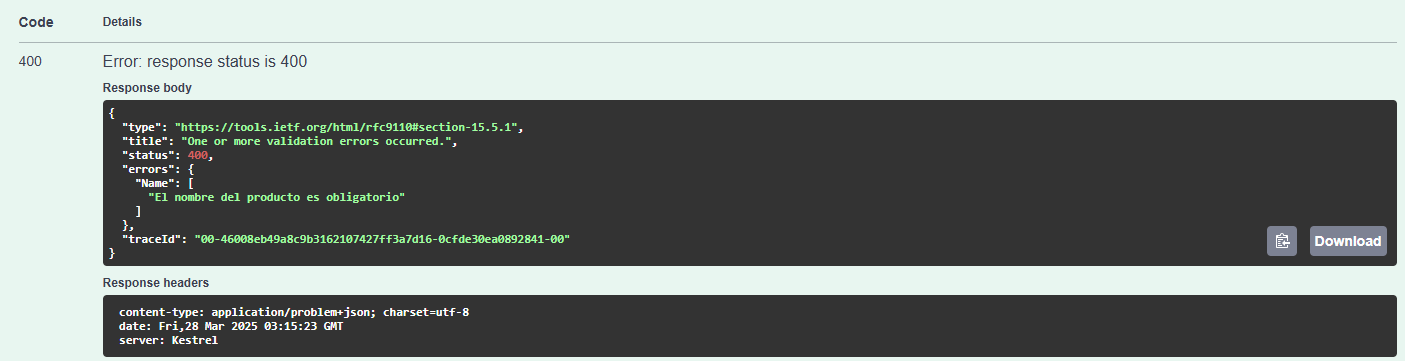 Code Details
400 Error: response status is 400
Response body
{
  "type": "https://tools.ietf.org/html/rfc9110#section-15.5.1",
  "title": "One or more validation errors occurred.",
  "status": 400,
  "errors": {
    "Name": [
      "El nombre del producto es obligatorio"
    ]
  },
  "traceId": "00-46008eb49a8c9b3162107427ff3a7d16-0cfde30ea0892841-00"
}
Download
Response headers
content-type: application/problem+json; charset=utf-8
date: Fri,28 Mar 2025 03:15:23 GMT
server: Kestrel